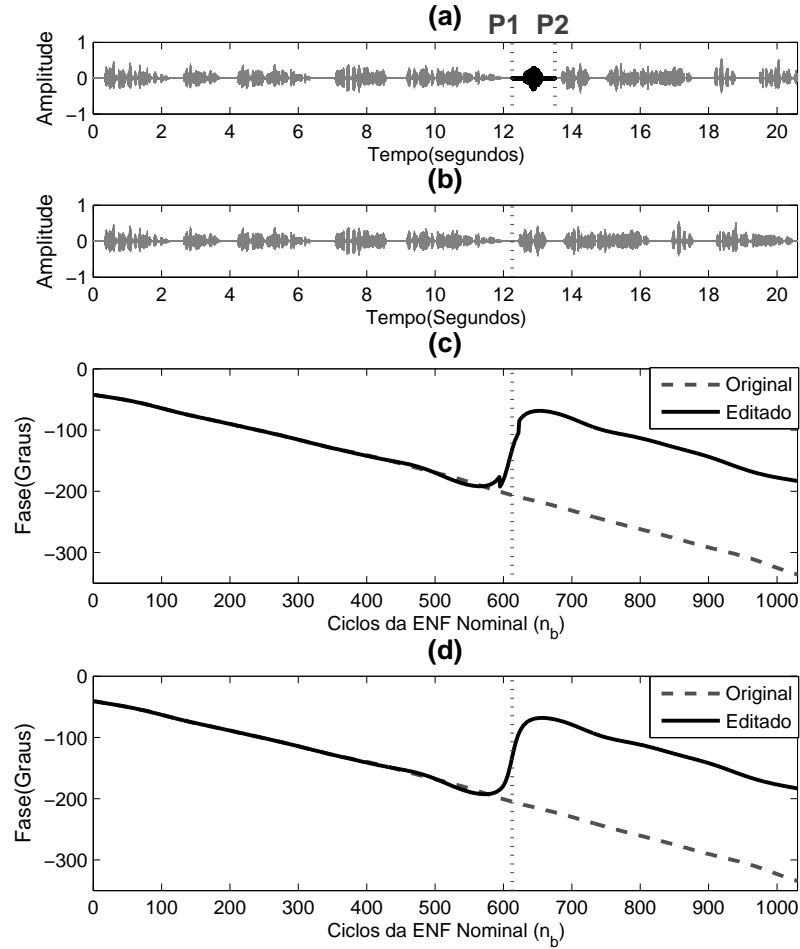 (a)
P1 P2
Amplitude
1
0
−1
0 2 4 6 8 10 12 14 16 18 20
Tempo(segundos)
(b)
Amplitude
1
0
−1
0 2 4 6 8 10 12 14 16 18 20
Tempo(Segundos)
(c)
Fase(Graus)
0
−100
−200
−300
Original
Editado
0 100 200 300 400 500 600 700 800 900 1000
Ciclos da ENF Nominal (n_b)
(d)
Fase(Graus)
0
−100
−200
−300
Original
Editado
0 100 200 300 400 500 600 700 800 900 1000
Ciclos da ENF Nominal (n_b)